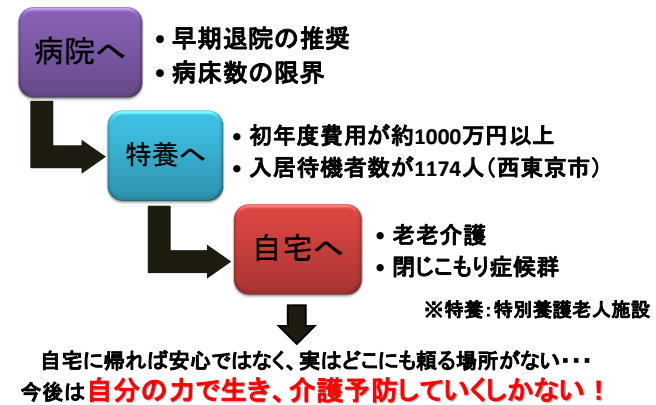 病院へ
• 早期退院の推奨
• 病床数の限界
特養へ
• 初年度費用が約1000万円以上
• 入居待機者数が1174人（西東京市）
自宅へ
• 老老介護
• 閉じこもり症候群
※特養：特別養護老人施設
自宅に帰れば安心ではなく、実はどこにも頼る場所がない・・・
今後は自分の力で生き、介護予防していくしかない！